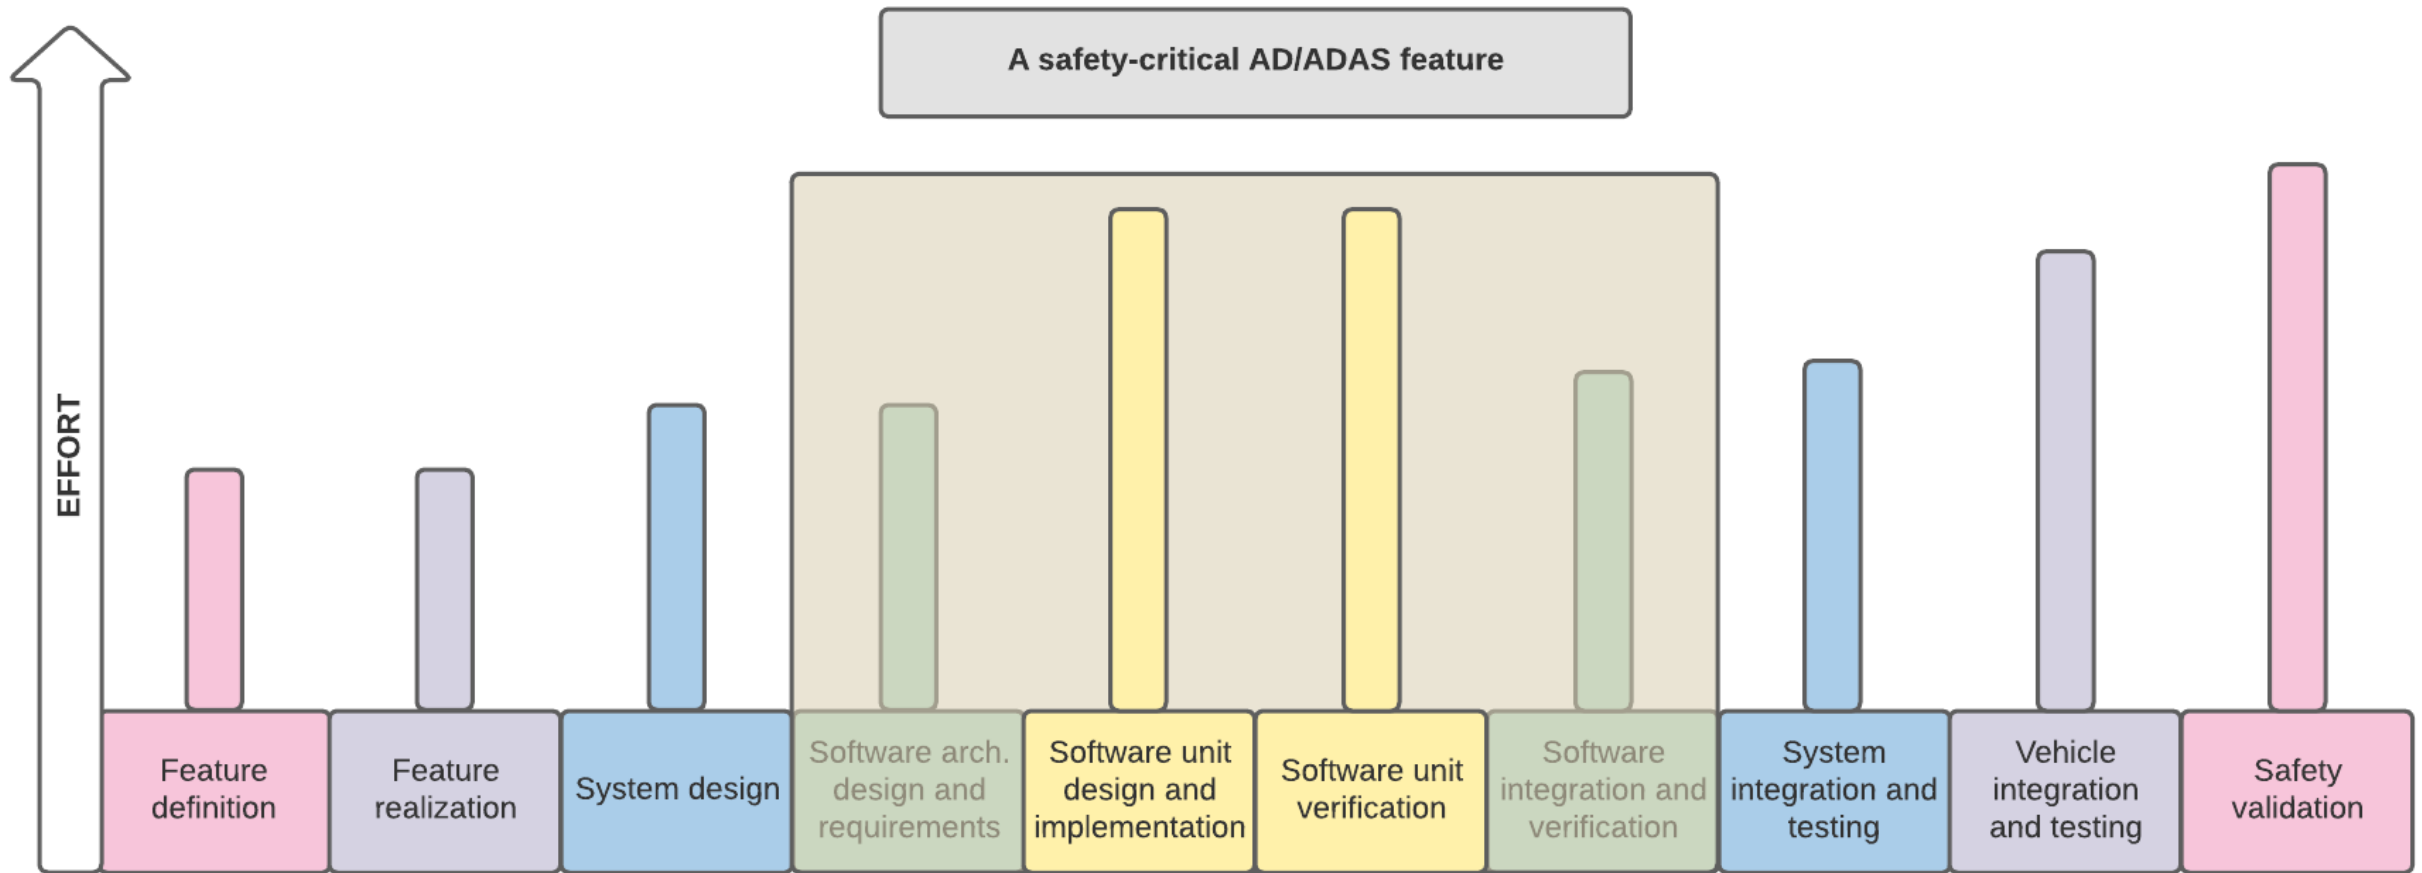 A safety-critical AD/ADAS feature
EFFORT
Feature
definition
Feature
realization
System design
Software arch.
design and
requirements
Software unit
design and
implementation
Software unit
verification
Software
integration and
verification
System
integration and
testing
Vehicle
integration
and testing
Safety
validation